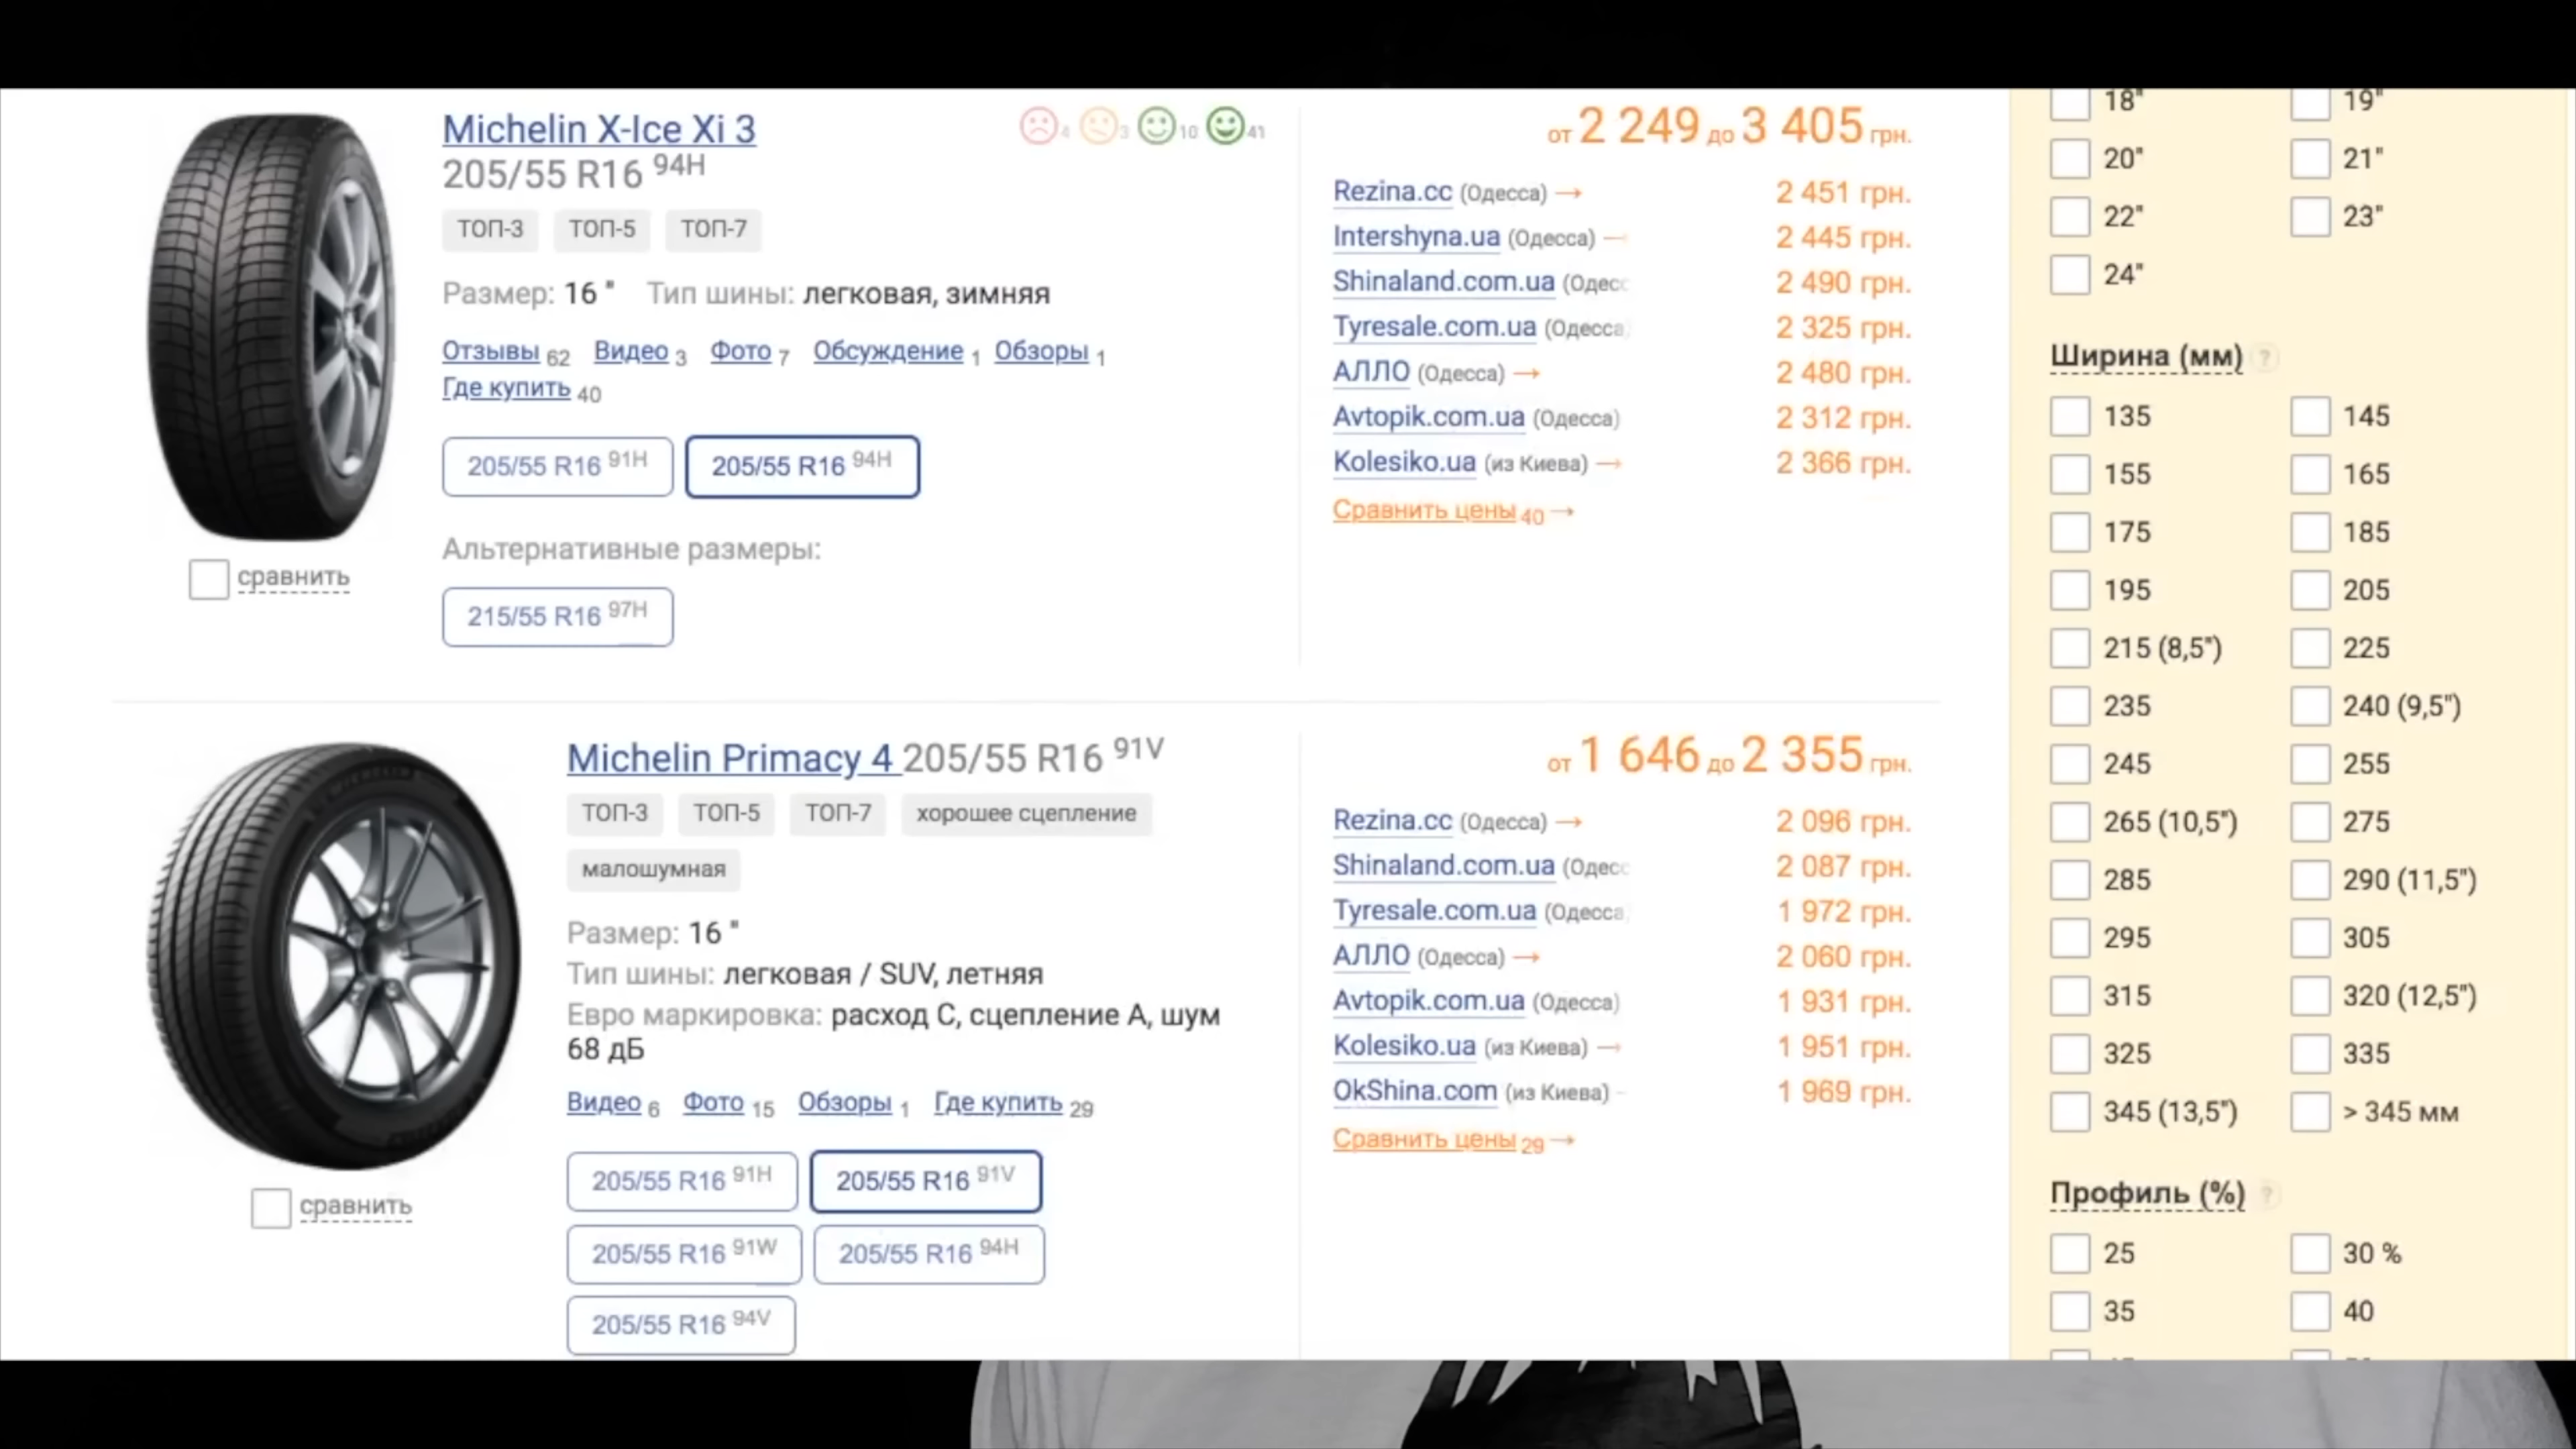 Michelin X-Ice Xi 3
205/55 R16 94H
4 3 10 41
ТОП-3 ТОП-5 ТОП-7
Размер: 16 " Тип шины: легковая, зимняя
Отзывы 62 Видео 3 Фото 7 Обсуждение 1 Обзоры 1
Где купить 40
205/55 R16 91H 205/55 R16 94H
Альтернативные размеры:
215/55 R16 97H
сравнить
от 2 249 до 3 405 грн.
Rezina.cc (Одесса) → 2 451 грн.
Intershyna.ua (Одесса) → 2 445 грн.
Shinaland.com.ua (Одесс 2 490 грн.
Tyresale.com.ua (Одесса) 2 325 грн.
АЛЛО (Одесса) → 2 480 грн.
Avtopik.com.ua (Одесса) 2 312 грн.
Kolesiko.ua (из Киева) → 2 366 грн.
Сравнить цены 40 →
Michelin Primacy 4 205/55 R16 91V
ТОП-3 ТОП-5 ТОП-7 хорошее сцепление
малошумная
Размер: 16 "
Тип шины: легковая / SUV, летняя
Евро маркировка: расход C, сцепление A, шум
68 дБ
Видео 6 Фото 15 Обзоры 1 Где купить 29
205/55 R16 91H 205/55 R16 91V
205/55 R16 91W 205/55 R16 94H
205/55 R16 94V
сравнить
от 1 646 до 2 355 грн.
Rezina.cc (Одесса) → 2 096 грн.
Shinaland.com.ua (Одесс 2 087 грн.
Tyresale.com.ua (Одесса) 1 972 грн.
АЛЛО (Одесса) → 2 060 грн.
Avtopik.com.ua (Одесса) 1 931 грн.
Kolesiko.ua (из Киева) → 1 951 грн.
OkShina.com (из Киева) 1 969 грн.
Сравнить цены 29 →
18" 19"
20" 21"
22" 23"
24"
Ширина (мм) ?
135 145
155 165
175 185
195 205
215 (8,5") 225
235 240 (9,5")
245 255
265 (10,5") 275
285 290 (11,5")
295 305
315 320 (12,5")
325 335
345 (13,5") > 345 мм
Профиль (%) ?
25 30 %
35 40